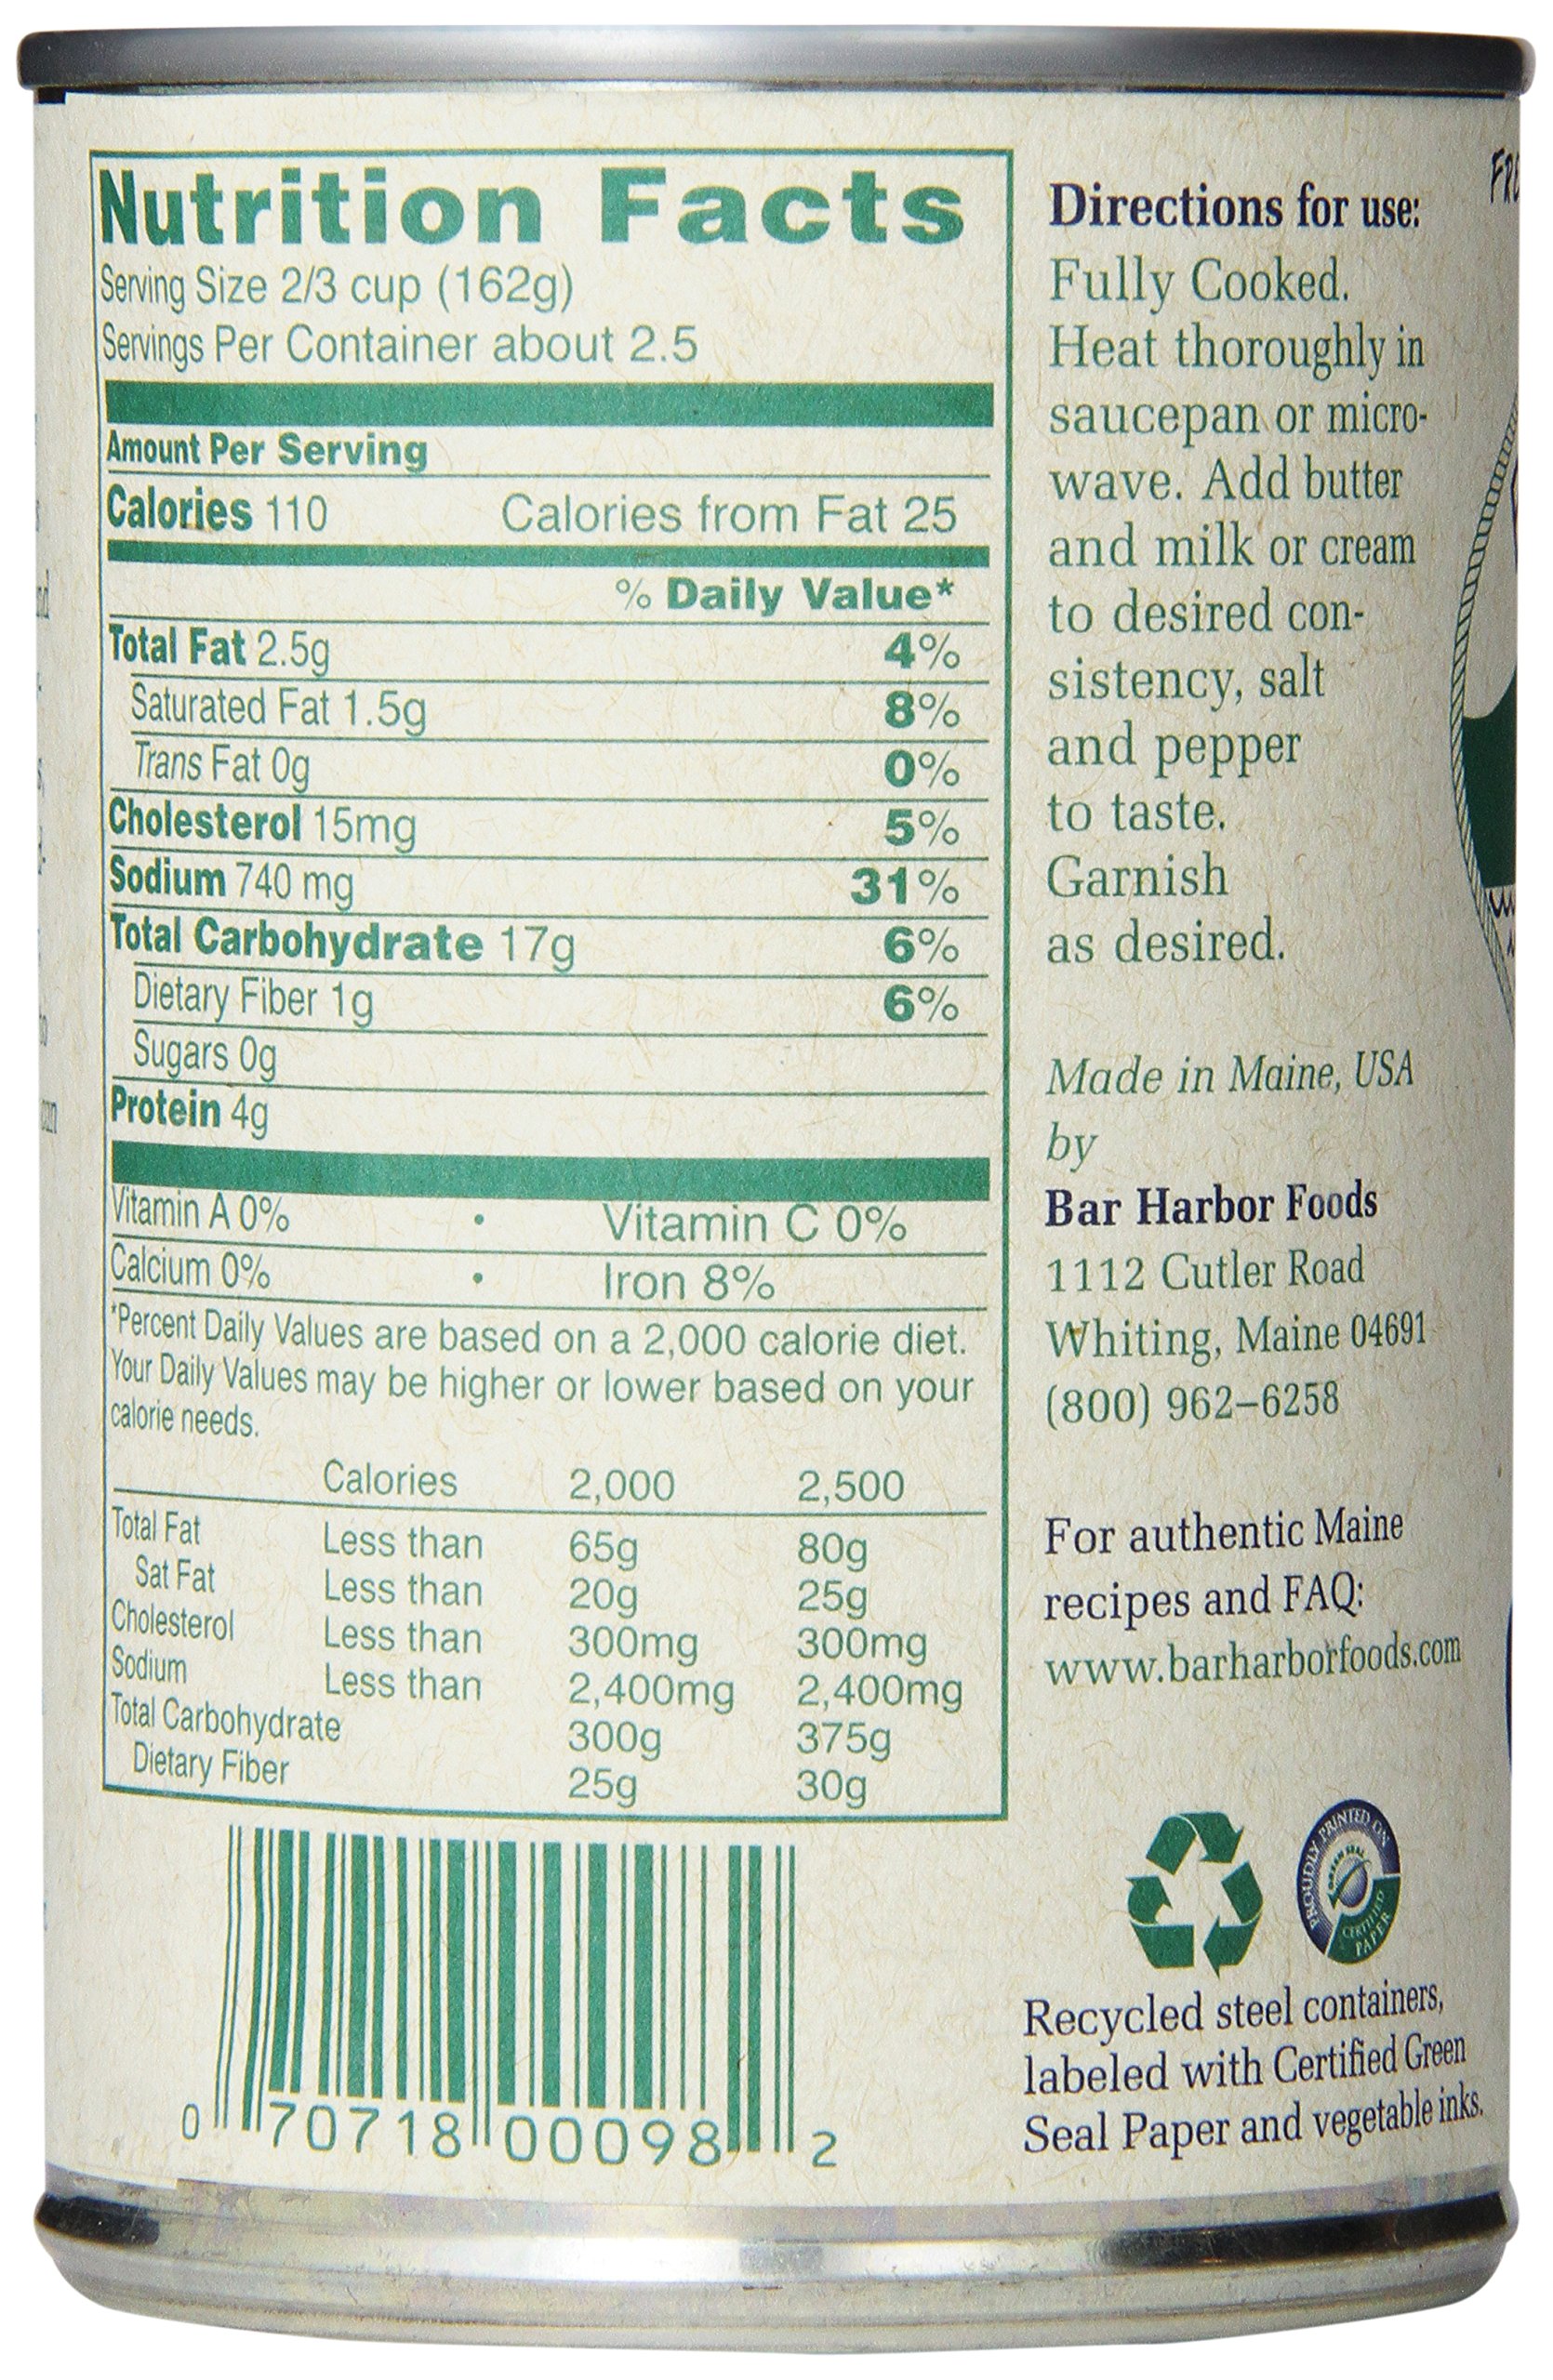 Nutrition Facts
Serving Size 2/3 cup (162g)
Servings Per Container about 2.5
Amount Per Serving
Calories 110 Calories from Fat 25
% Daily Value*
Total Fat 2.5g 4%
Saturated Fat 1.5g 8%
Trans Fat 0g 0%
Cholesterol 15mg 5%
Sodium 740 mg 31%
Total Carbohydrate 17g 6%
Dietary Fiber 1g 6%
Sugars 0g
Protein 4g
Vitamin A 0% • Vitamin C 0%
Calcium 0% • Iron 8%
*Percent Daily Values are based on a 2,000 calorie diet.
Your Daily Values may be higher or lower based on your
calorie needs.
Calories 2,000 2,500
Total Fat Less than 65g 80g
Sat Fat Less than 20g 25g
Cholesterol Less than 300mg 300mg
Sodium Less than 2,400mg 2,400mg
Total Carbohydrate 300g 375g
Dietary Fiber 25g 30g
0 70718 00098 2
Directions for use:
Fully Cooked.
Heat thoroughly in
saucepan or micro-
wave. Add butter
and milk or cream
to desired con-
sistency, salt
and pepper
to taste.
Garnish
as desired.
Made in Maine, USA
by
Bar Harbor Foods
1112 Cutler Road
Whiting, Maine 04691
(800) 962–6258
For authentic Maine
recipes and FAQ:
www.barharborfoods.com
PROUDLY PRINTED ON
GREEN SEAL
CERTIFIED
PAPER
Recycled steel containers,
labeled with Certified Green
Seal Paper and vegetable inks.